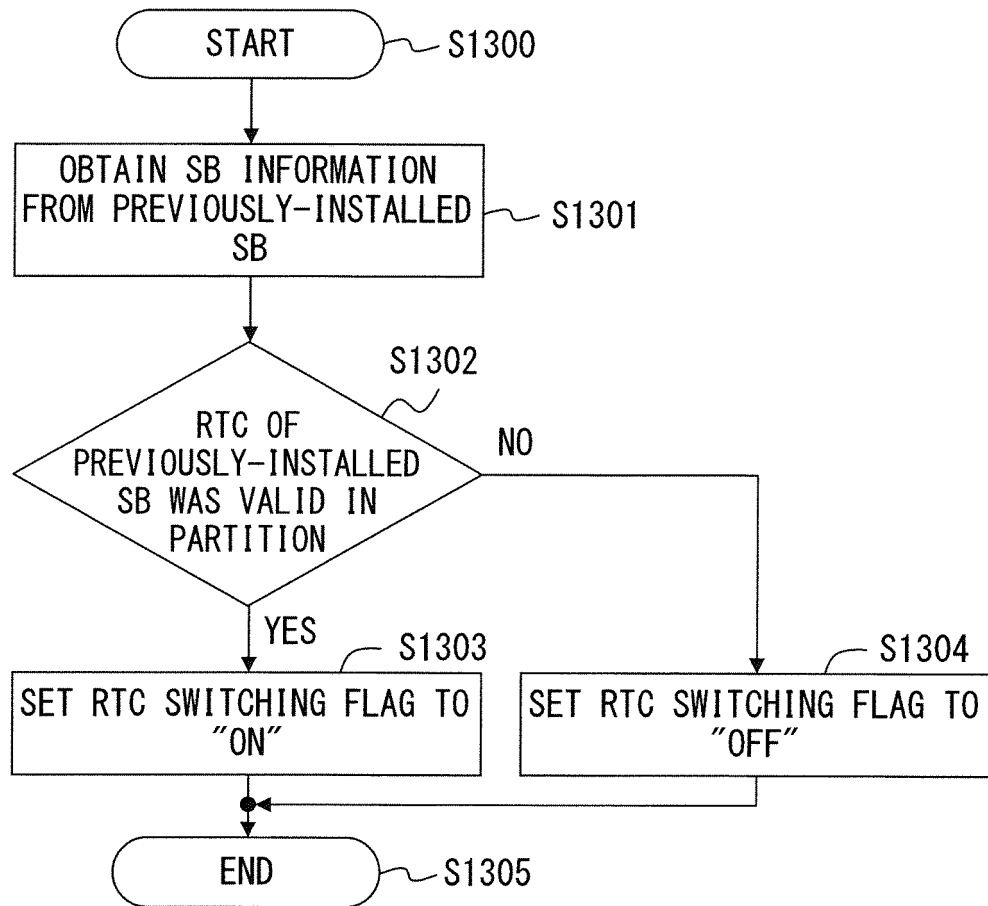 START
S1300
OBTAIN SB INFORMATION
FROM PREVIOUSLY-INSTALLED
SB
S1301
S1302
RTC OF
PREVIOUSLY-INSTALLED
SB WAS VALID IN
PARTITION
NO
YES
S1303
SET RTC SWITCHING FLAG TO
"ON"
S1304
SET RTC SWITCHING FLAG TO
"OFF"
END
S1305